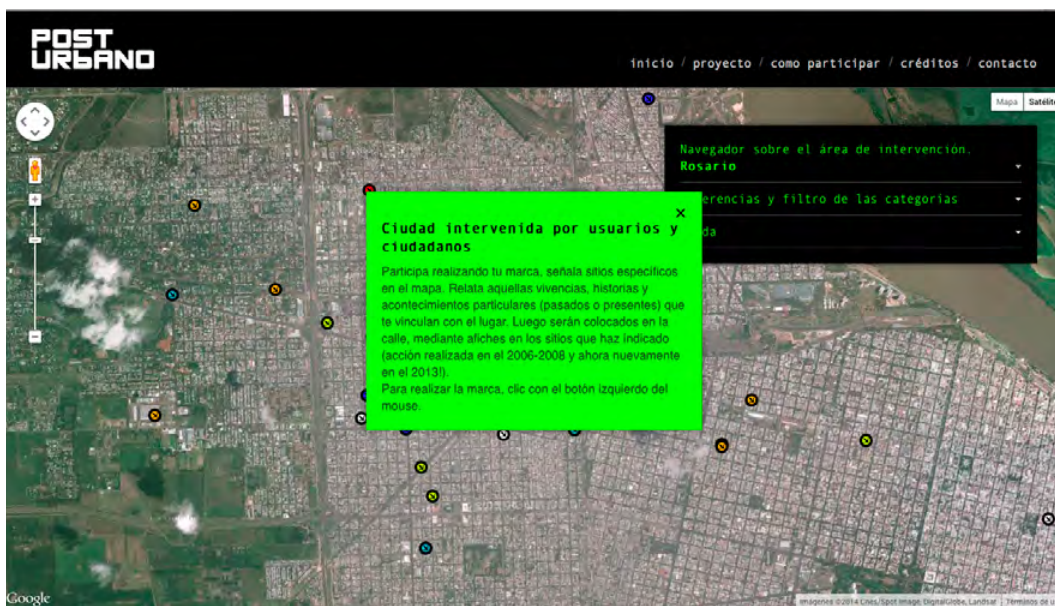 POST
URBANO
inicio / proyecto / como participar / créditos / contacto
Mapa Satélite
Navegador sobre el área de intervención.
Rosario
erencias y filtro de las categorías
da
×
Ciudad intervenida por usuarios y
ciudadanos
Participa realizando tu marca, señala sitios específicos
en el mapa. Relata aquellas vivencias, historias y
acontecimientos particulares (pasados o presentes) que
te vinculan con el lugar. Luego serán colocados en la
calle, mediante afiches en los sitios que haz indicado
(acción realizada en el 2006-2008 y ahora nuevamente
en el 2013!).
Para realizar la marca, clic con el botón izquierdo del
mouse.
Google
Imágenes ©2014 Cnes/Spot Image, DigitalGlobe, Landsat - Términos de u